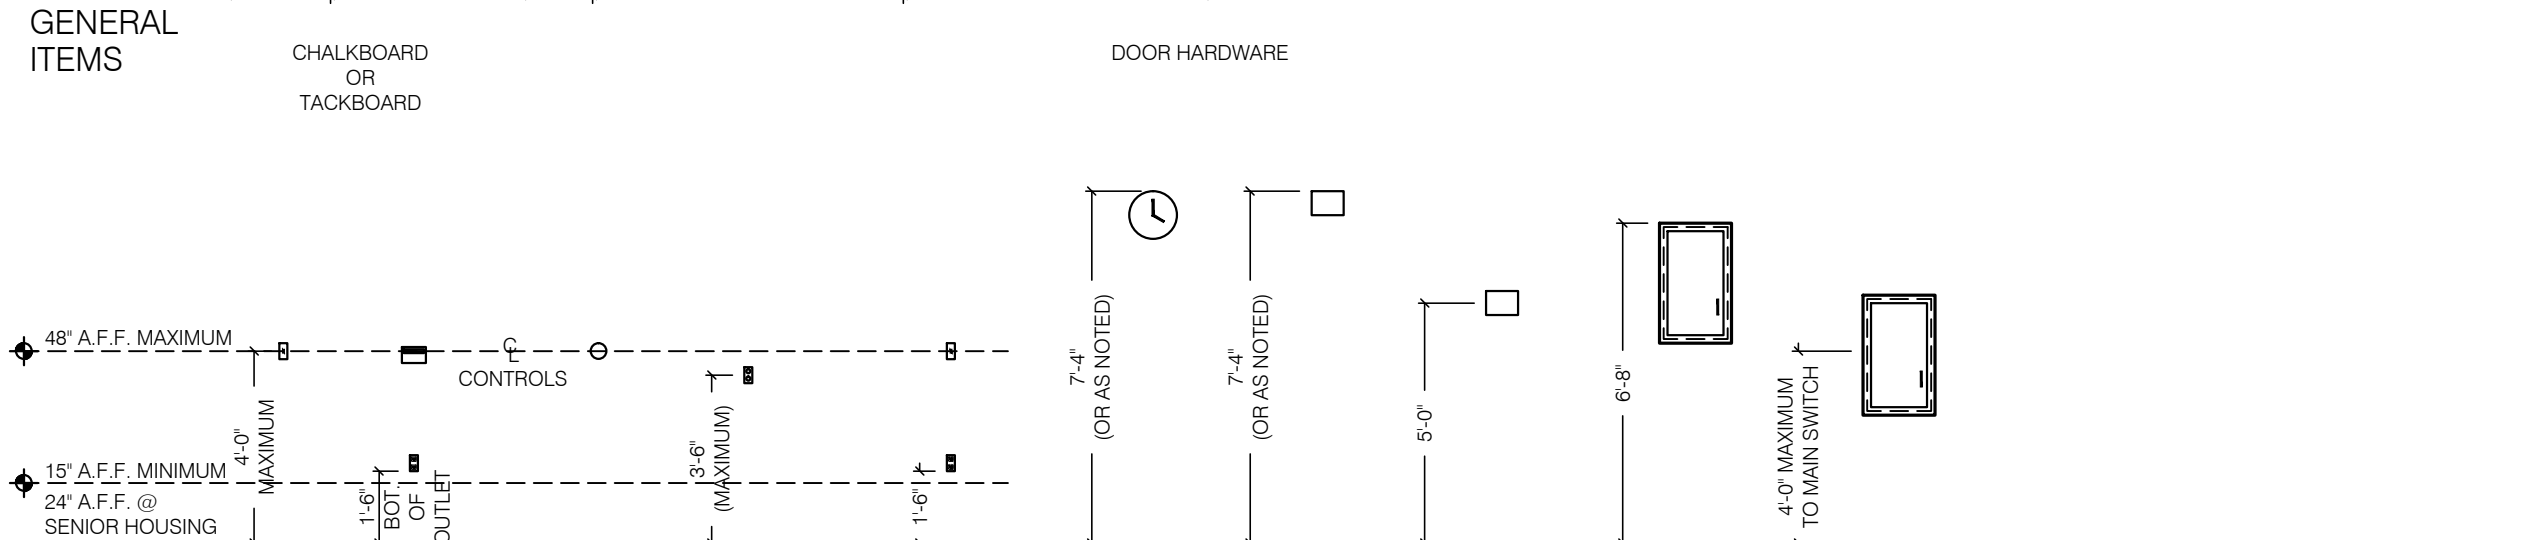 GENERAL
ITEMS
CHALKBOARD
OR
TACKBOARD
DOOR HARDWARE
48" A.F.F. MAXIMUM
℄
CONTROLS
15" A.F.F. MINIMUM
24" A.F.F. @
SENIOR HOUSING
4'-0"
MAXIMUM
1'-6"
BOT.
OF
OUTLET
3'-6"
(MAXIMUM)
1'-6"
7'-4"
(OR AS NOTED)
7'-4"
(OR AS NOTED)
5'-0"
6'-8"
4'-0" MAXIMUM
TO MAIN SWITCH